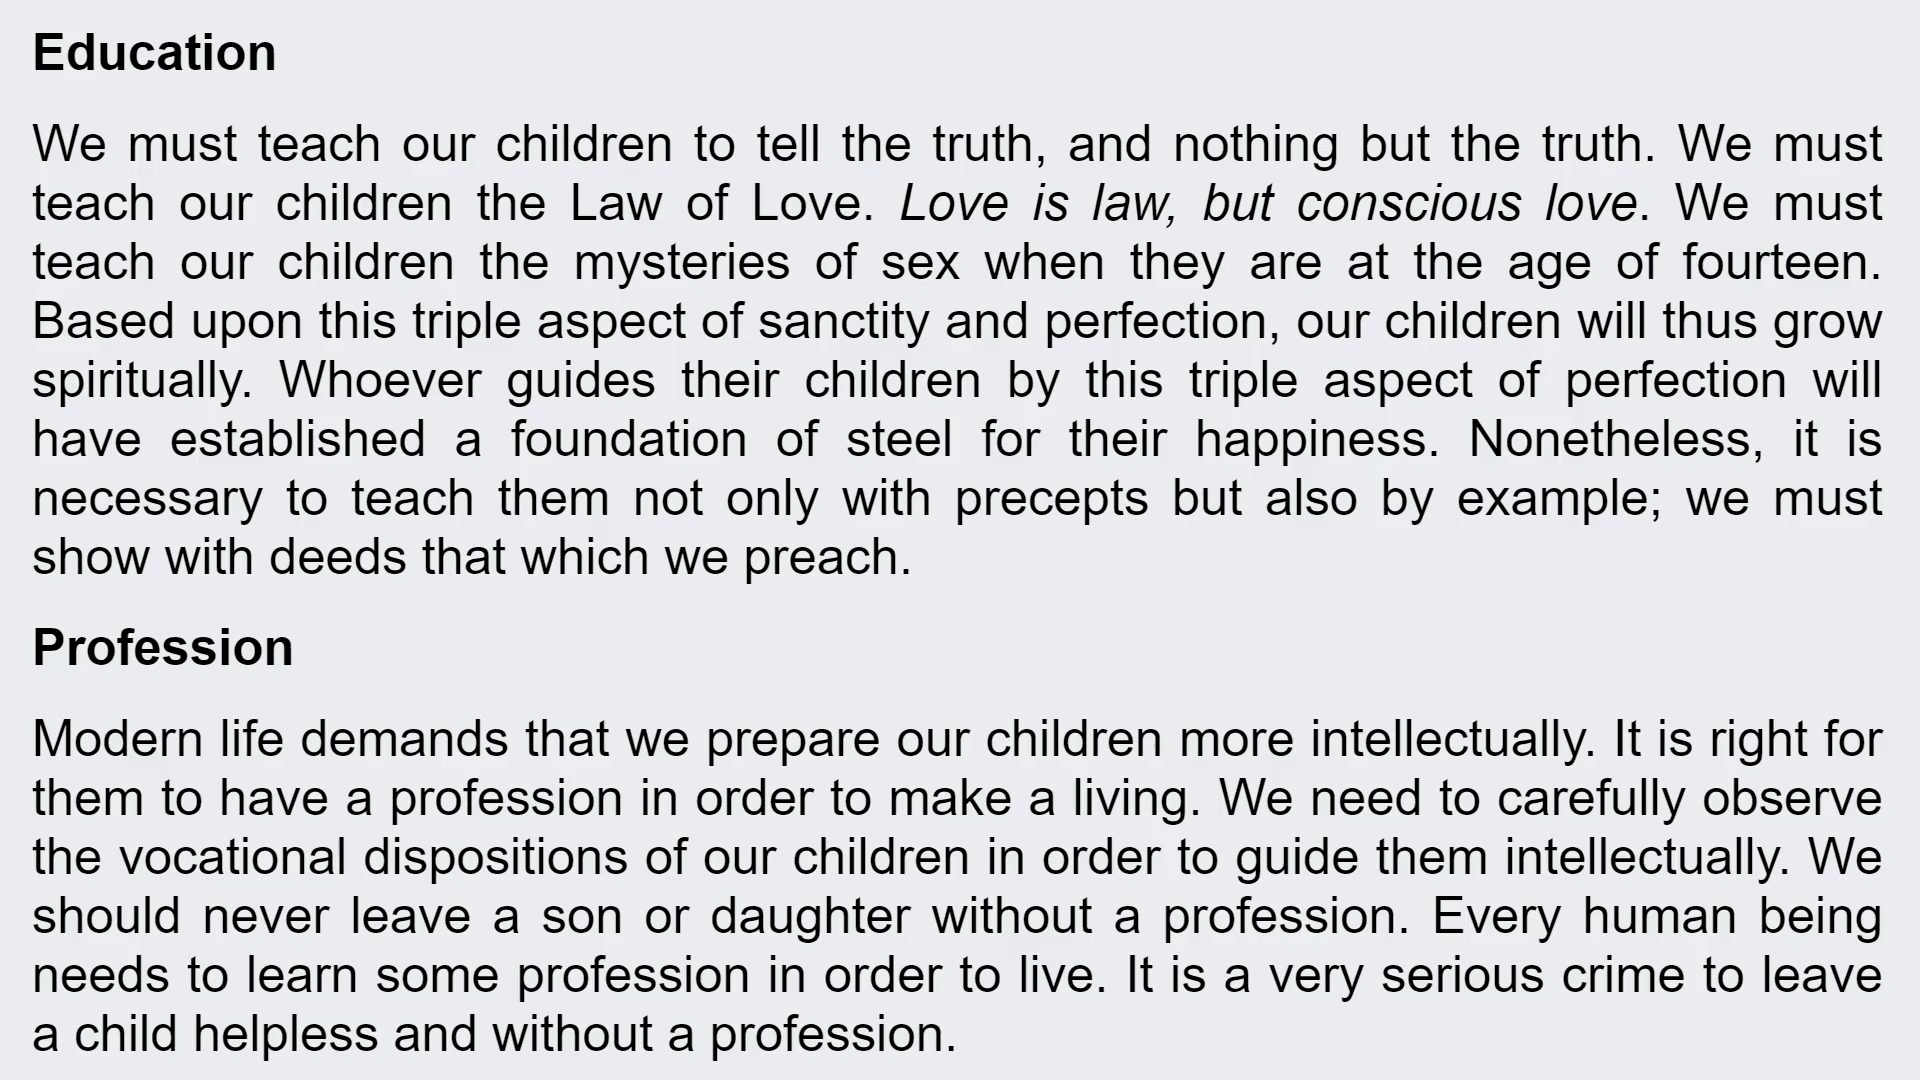 Education
We must teach our children to tell the truth, and nothing but the truth. We must
teach our children the Law of Love. Love is law, but conscious love. We must
teach our children the mysteries of sex when they are at the age of fourteen.
Based upon this triple aspect of sanctity and perfection, our children will thus grow
spiritually. Whoever guides their children by this triple aspect of perfection will
have established a foundation of steel for their happiness. Nonetheless, it is
necessary to teach them not only with precepts but also by example; we must
show with deeds that which we preach.
Profession
Modern life demands that we prepare our children more intellectually. It is right for
them to have a profession in order to make a living. We need to carefully observe
the vocational dispositions of our children in order to guide them intellectually. We
should never leave a son or daughter without a profession. Every human being
needs to learn some profession in order to live. It is a very serious crime to leave
a child helpless and without a profession.